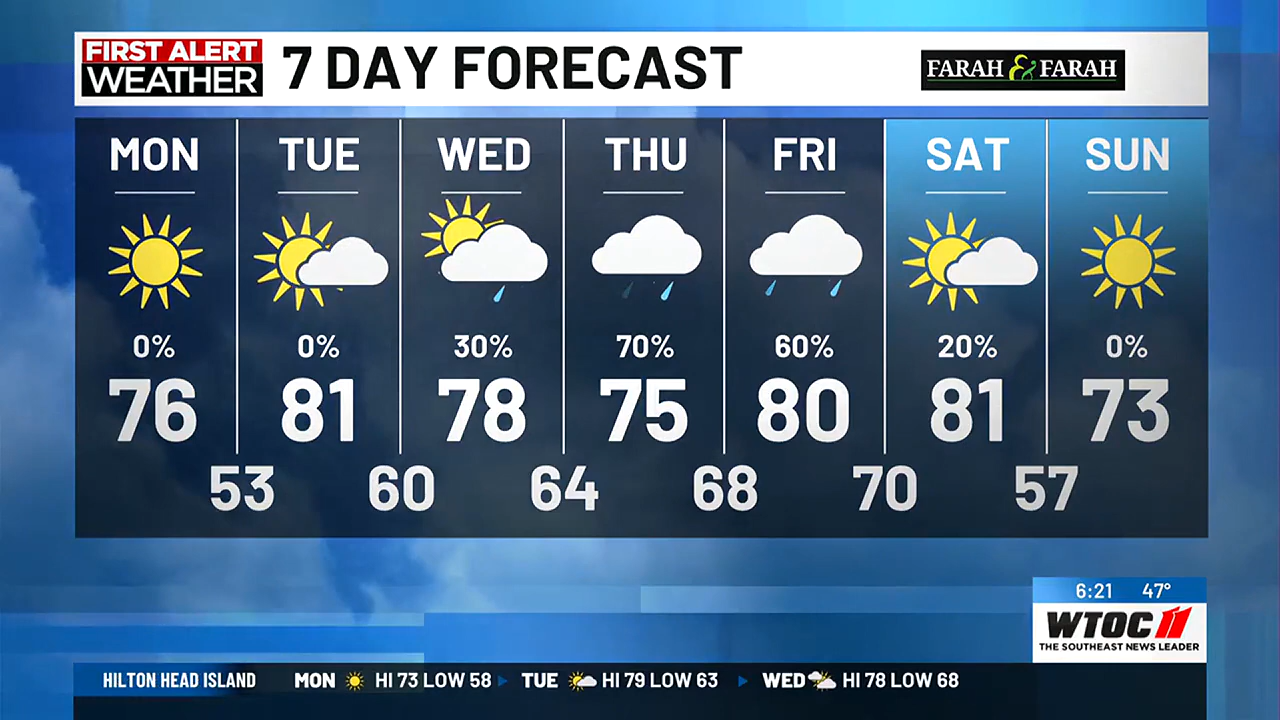 FIRST ALERT
WEATHER
7 DAY FORECAST
FARAH & FARAH
MON TUE WED THU FRI SAT SUN
0% 0% 30% 70% 60% 20% 0%
76 81 78 75 80 81 73
53 60 64 68 70 57
6:21 47°
WTOC 11
THE SOUTHEAST NEWS LEADER
HILTON HEAD ISLAND MON HI 73 LOW 58 TUE HI 79 LOW 63 WED HI 78 LOW 68